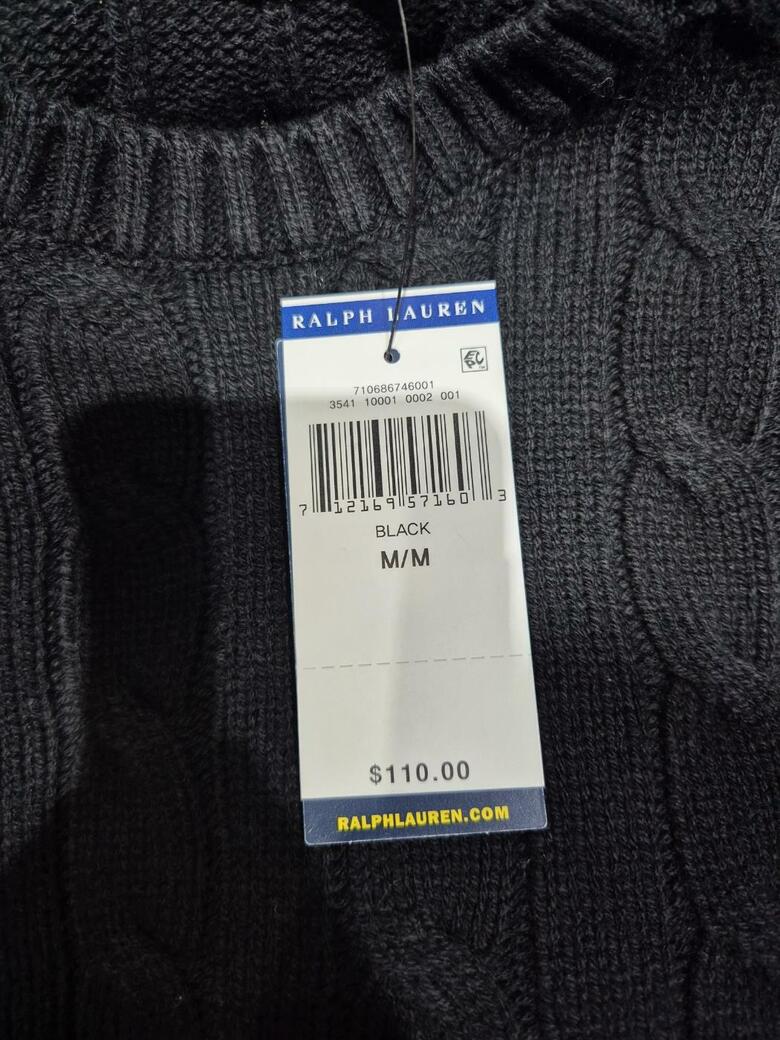 RALPH LAUREN
710686746001
3541 10001 0002 001
7 12169 57160 3
BLACK
M/M
$110.00
RALPHLAUREN.COM